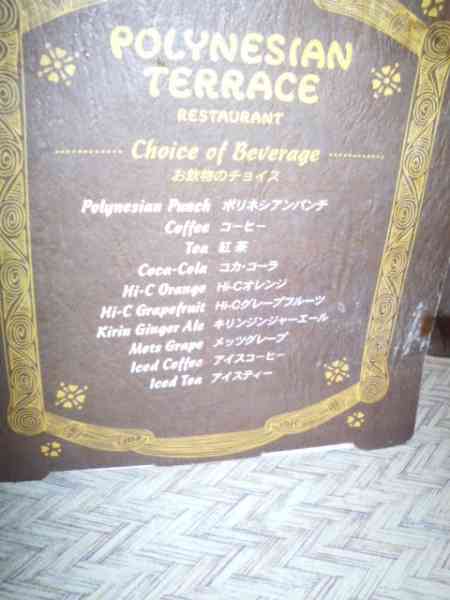 POLYNESIAN
TERRACE
RESTAURANT
Choice of Beverage
お飲物のチョイス
Polynesian Punch ポリネシアンパンチ
Coffee コーヒー
Tea 紅茶
Coca-Cola コカ・コーラ
Hi-C Orange Hi-Cオレンジ
Hi-C Grapefruit Hi-Cグレープフルーツ
Kirin Ginger Ale キリンジンジャーエール
Mets Grape メッツグレープ
Iced Coffee アイスコーヒー
Iced Tea アイスティー